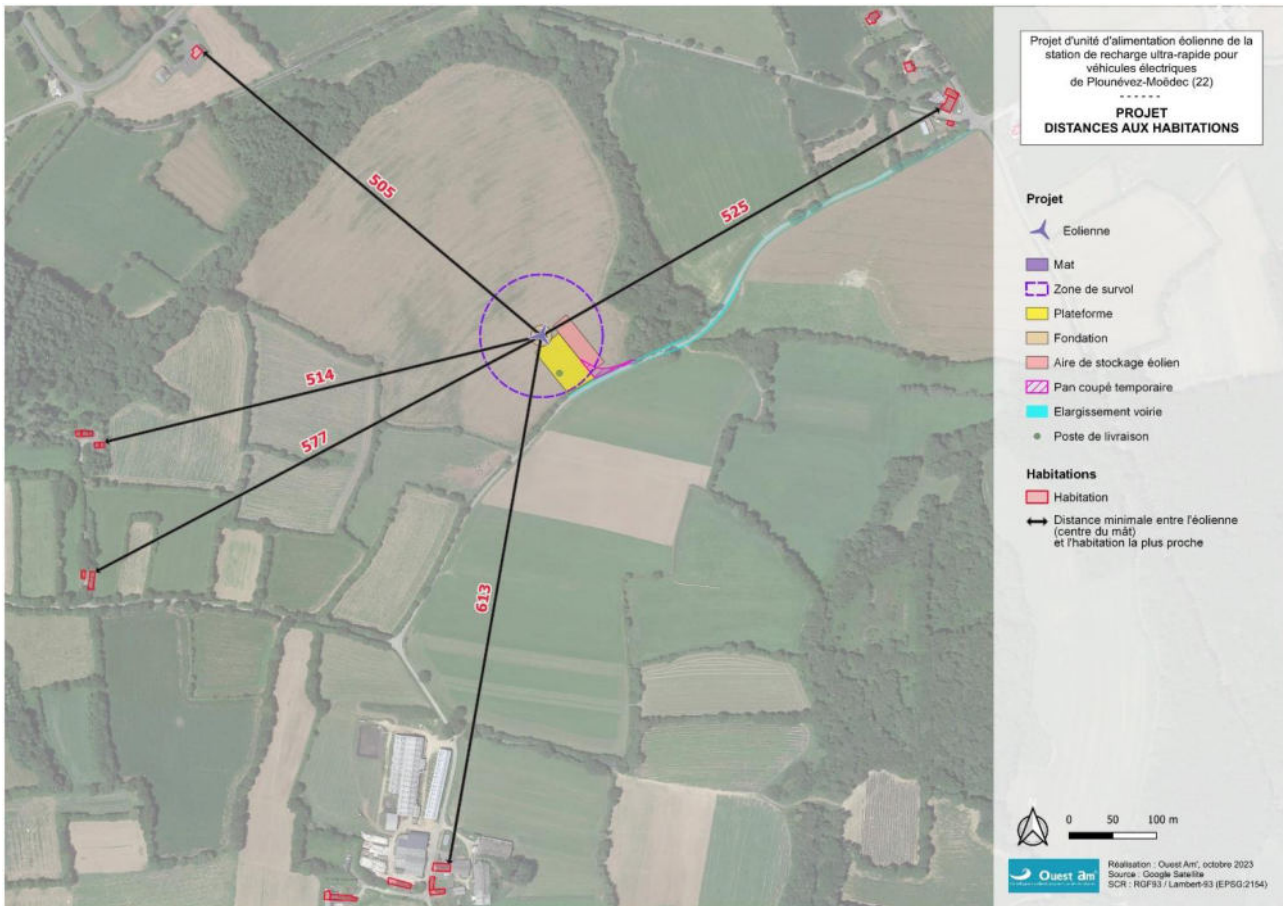 Projet d'unité d'alimentation éolienne de la
station de recharge ultra-rapide pour
véhicules électriques
de Plounévez-Moëdec (22)
- - - - - -
PROJET
DISTANCES AUX HABITATIONS
505
525
514
577
613
Projet
Eolienne
Mat
Zone de survol
Plateforme
Fondation
Aire de stockage éolien
Pan coupé temporaire
Elargissement voirie
Poste de livraison
Habitations
Habitation
Distance minimale entre l'éolienne
(centre du mât)
et l'habitation la plus proche
0 50 100 m
Ouest am'
Réalisation : Ouest Am', octobre 2023
Source : Google Satellite
SCR : RGF93 / Lambert-93 (EPSG:2154)